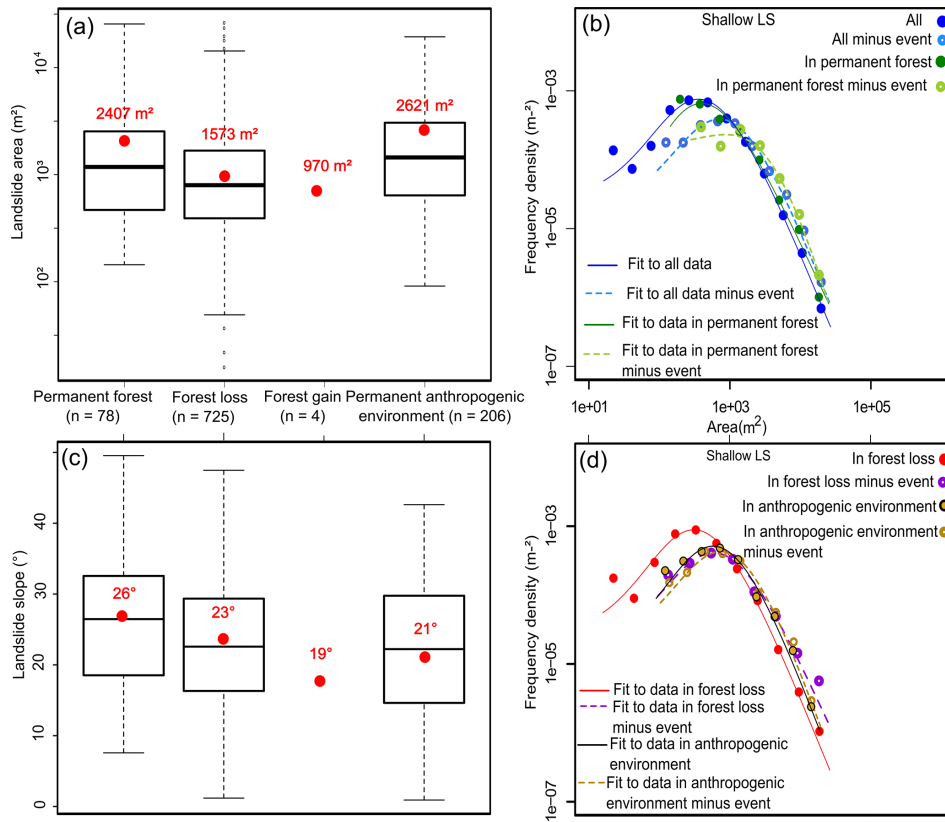 (a)
Landslide area (m²)
10⁴
10³
10²
2407 m²
1573 m²
970 m²
2621 m²
Permanent forest
(n = 78)
Forest loss
(n = 725)
Forest gain
(n = 4)
Permanent anthropogenic
environment (n = 206)
(b)
Shallow LS
All
All minus event
In permanent forest
In permanent forest minus event
Frequency density (m-²)
1e−03
1e−05
1e−07
Fit to all data
Fit to all data minus event
Fit to data in permanent forest
Fit to data in permanent forest
minus event
1e+01
1e+03
1e+05
Area(m²)
(c)
Landslide slope (°)
40
30
20
10
0
26°
23°
19°
21°
(d)
Shallow LS
In forest loss
In forest loss minus event
In anthropogenic environment
In anthropogenic environment
minus event
Frequency density (m-²)
1e−03
1e−05
1e−07
Fit to data in forest loss
Fit to data in forest loss
minus event
Fit to data in anthropogenic
environment
Fit to data in anthropogenic
environment minus event